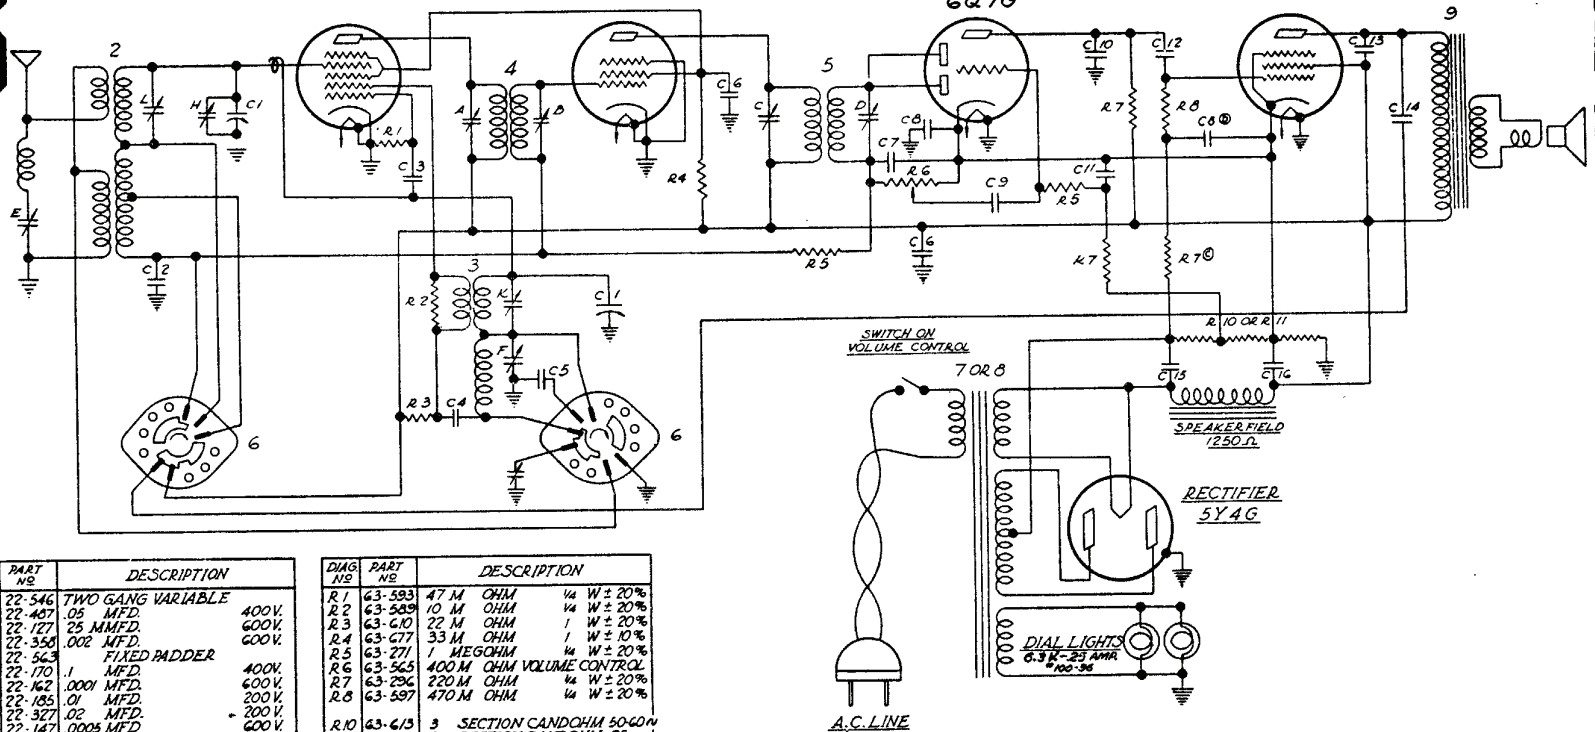 2
L
H
C1
R1
C3
E
C2
4
A
B
C6
R4
5
C
D
6Q7G
C8
C7
R6
C9
R5
C11
C10
R7
C12
R8
C8 Ⓓ
C13
C14
9
R5
C6
R7
R7 Ⓒ
R2
3
K
F
C1
R3
C4
C5
6
6
SWITCH ON
VOLUME CONTROL
7 OR 8
R10 OR R11
C15
C16
SPEAKER FIELD
1250 Ω
RECTIFIER
5Y4G
DIAL LIGHTS
6.3 V.-.25 AMP.
#100-36
A.C. LINE
PART NO DESCRIPTION
22-546 TWO GANG VARIABLE
22-487 .05 MFD. 400V.
22-127 25 MMFD. 600V.
22-358 .002 MFD. 600V.
22-563 FIXED PADDER
22-170 .1 MFD. 400V.
22-162 .0001 MFD. 600V.
22-185 .01 MFD. 200V.
22-327 .02 MFD. 200V.
22-147 .0005 MFD 600V.
DIAG. NO PART NO DESCRIPTION
R1 63-593 47 M OHM 1/4 W ± 20%
R2 63-589 10 M OHM 1/4 W ± 20%
R3 63-610 22 M OHM 1 W ± 20%
R4 63-677 33 M OHM 1 W ± 10%
R5 63-271 1 MEGOHM 1/4 W ± 20%
R6 63-565 400 M OHM VOLUME CONTROL
R7 63-296 220 M OHM 1/4 W ± 20%
R8 63-597 470 M OHM 1/4 W ± 20%
R10 63-613 3 SECTION CANDOHM 50-60~